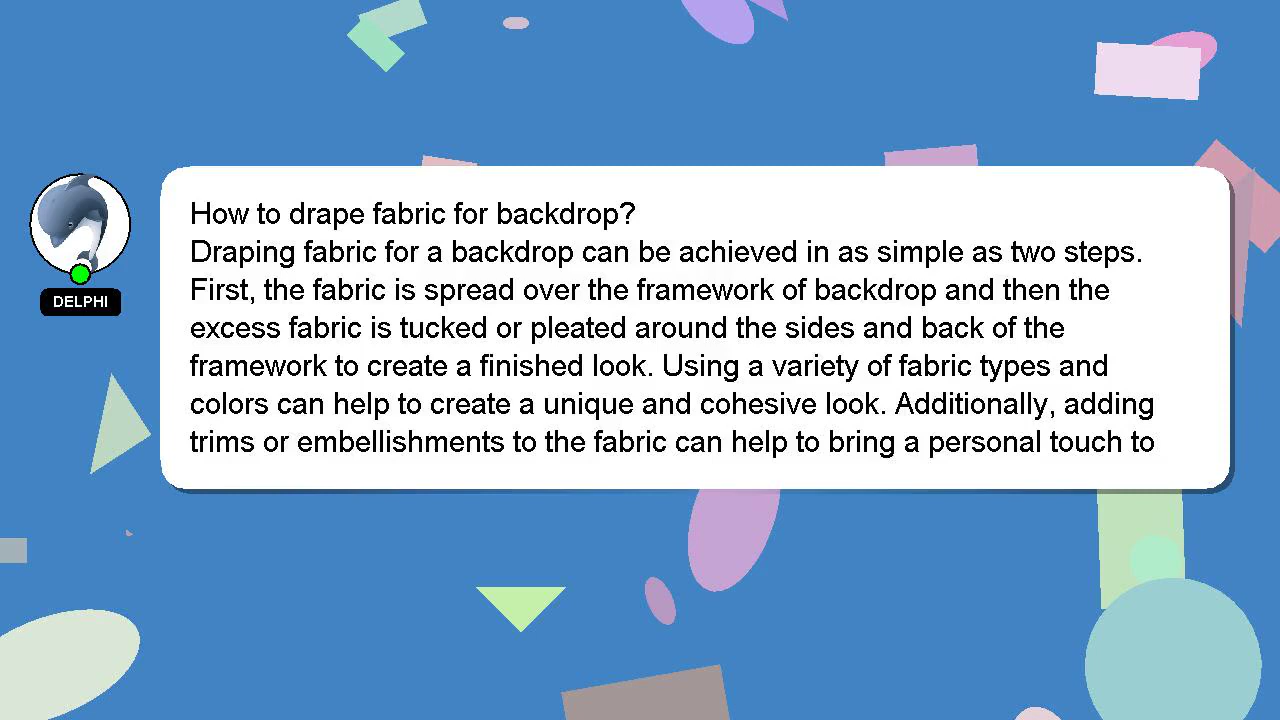 How to drape fabric for backdrop?
Draping fabric for a backdrop can be achieved in as simple as two steps.
First, the fabric is spread over the framework of backdrop and then the
excess fabric is tucked or pleated around the sides and back of the
framework to create a finished look. Using a variety of fabric types and
colors can help to create a unique and cohesive look. Additionally, adding
trims or embellishments to the fabric can help to bring a personal touch to
DELPHI